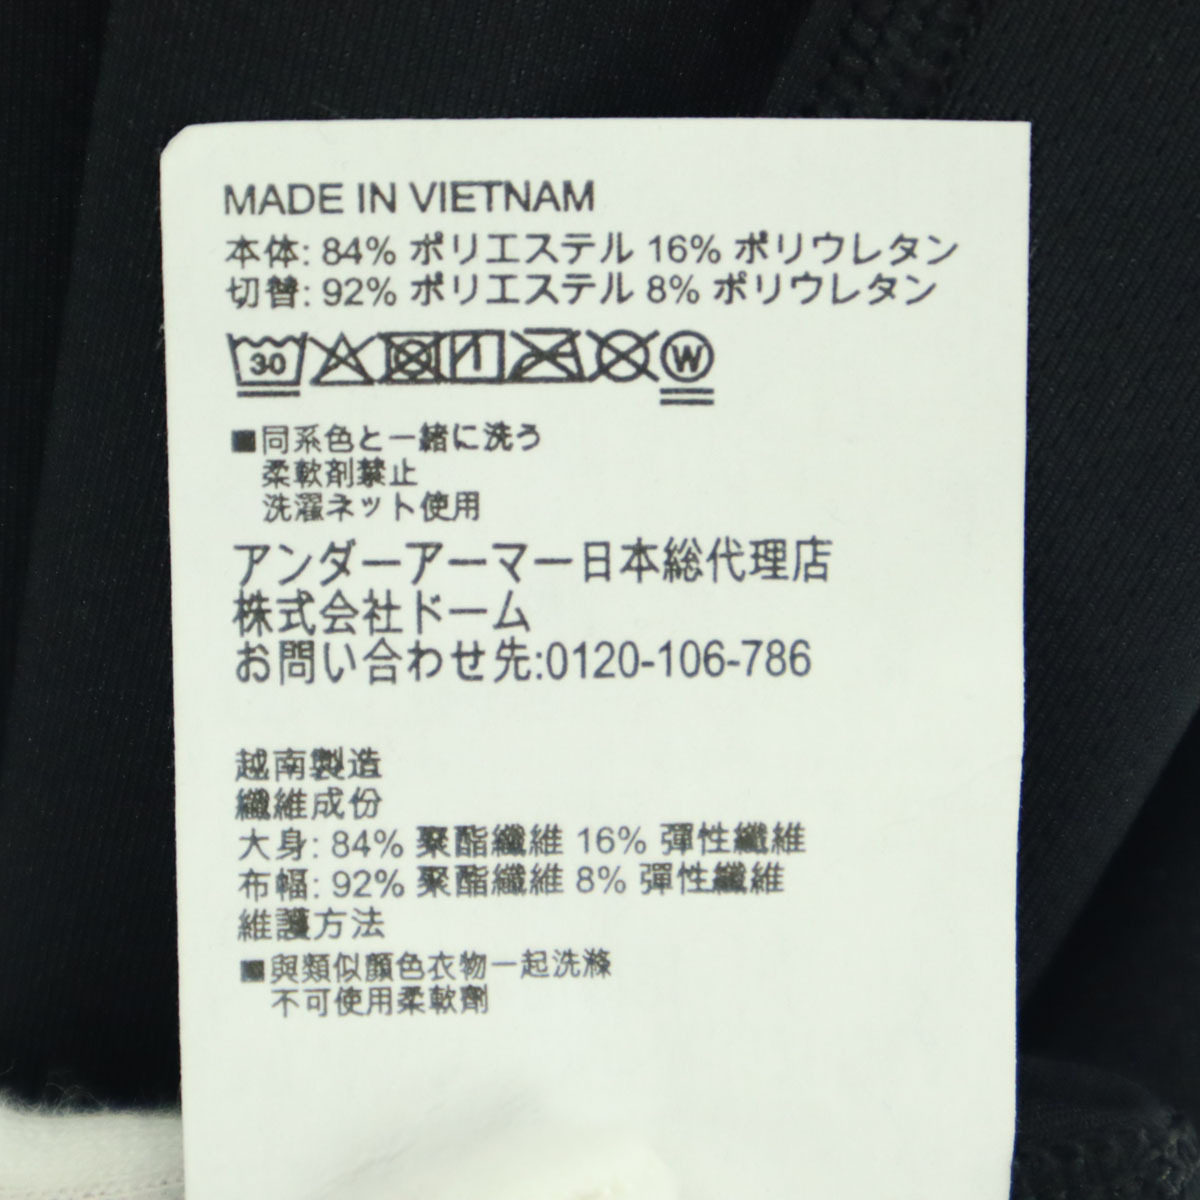 MADE IN VIETNAM
本体: 84% ポリエステル 16% ポリウレタン
切替: 92% ポリエステル 8% ポリウレタン
30 W
■同系色と一緒に洗う
柔軟剤禁止
洗濯ネット使用
アンダーアーマー日本総代理店
株式会社ドーム
お問い合わせ先:0120-106-786
越南製造
纖維成份
大身: 84% 聚酯纖維 16% 彈性纖維
布幅: 92% 聚酯纖維 8% 彈性纖維
維護方法
■與類似顏色衣物一起洗滌
不可使用柔軟劑